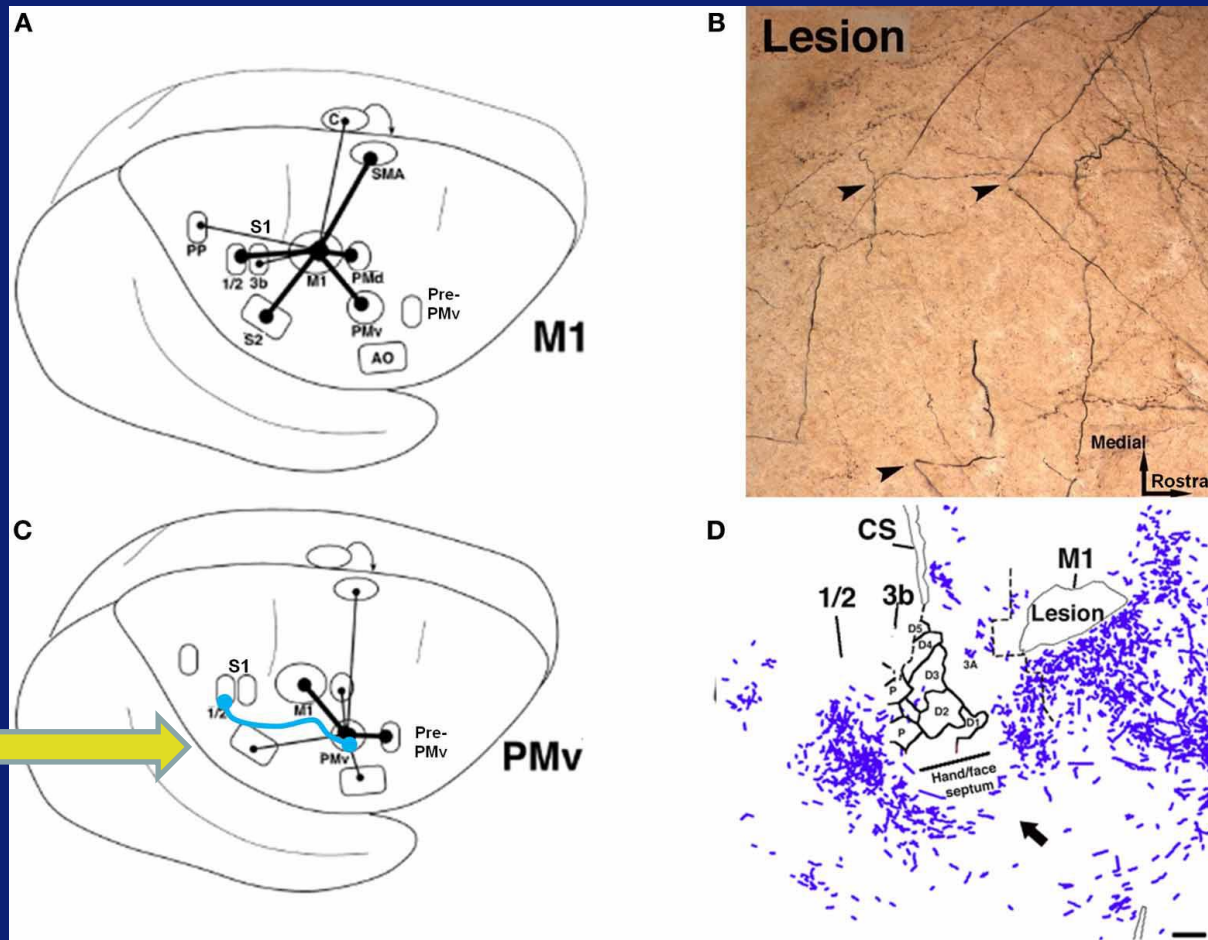 A
C
SMA
S1
PP
1/2 3b
M1
PMd
S2
PMv
Pre-
PMv
AO
M1
B
Lesion
Medial
Rostra
C
S1
1/2
M1
PMv
Pre-
PMv
PMv
D
CS
M1
1/2
3b
Lesion
D5
D4
3A
D3
P
D2
D1
P
Hand/face
septum